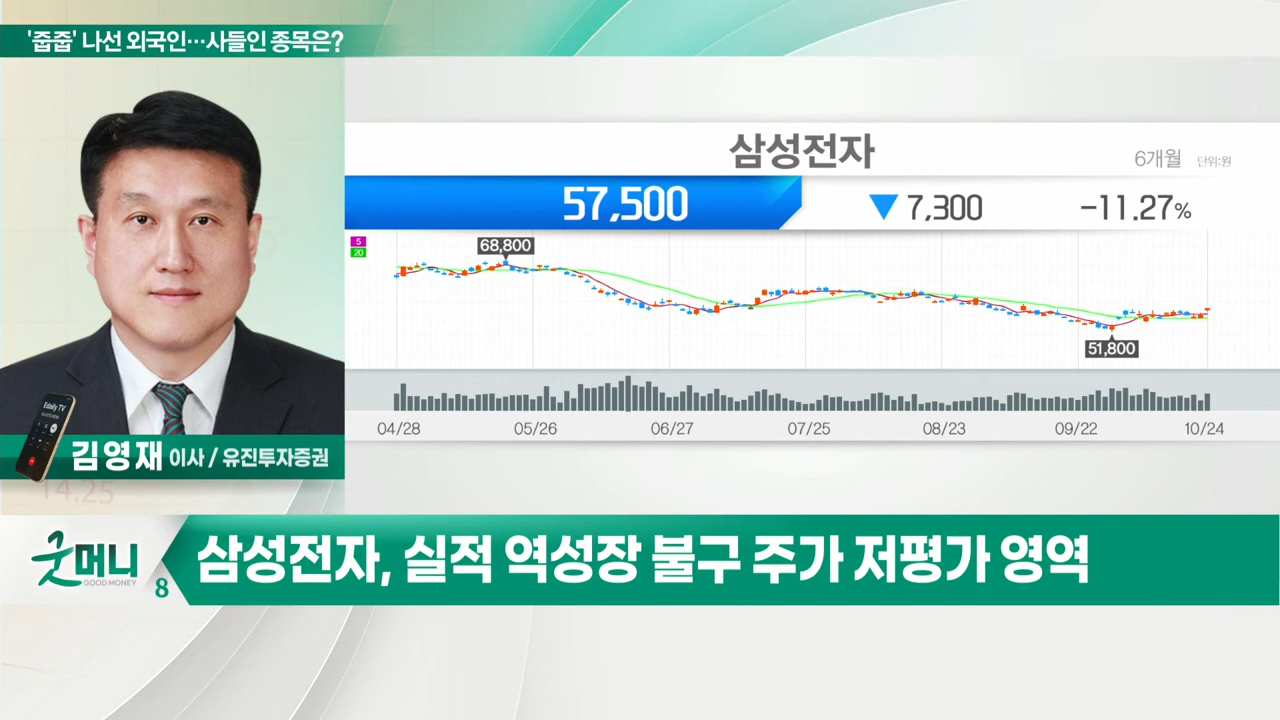 '줍줍' 나선 외국인…사들인 종목은?
삼성전자
6개월 단위:원
57,500 ▼ 7,300 -11.27%
5
20
68,800
51,800
04/28 05/26 06/27 07/25 08/23 09/22 10/24
Edaily TV
김영재 이사 / 유진투자증권
14.25
굿머니
GOOD MONEY
8
삼성전자, 실적 역성장 불구 주가 저평가 영역